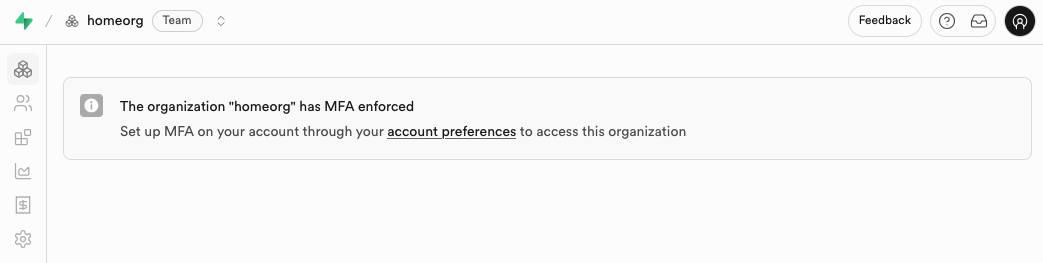 / homeorg Team Feedback
The organization "homeorg" has MFA enforced
Set up MFA on your account through your account preferences to access this organization